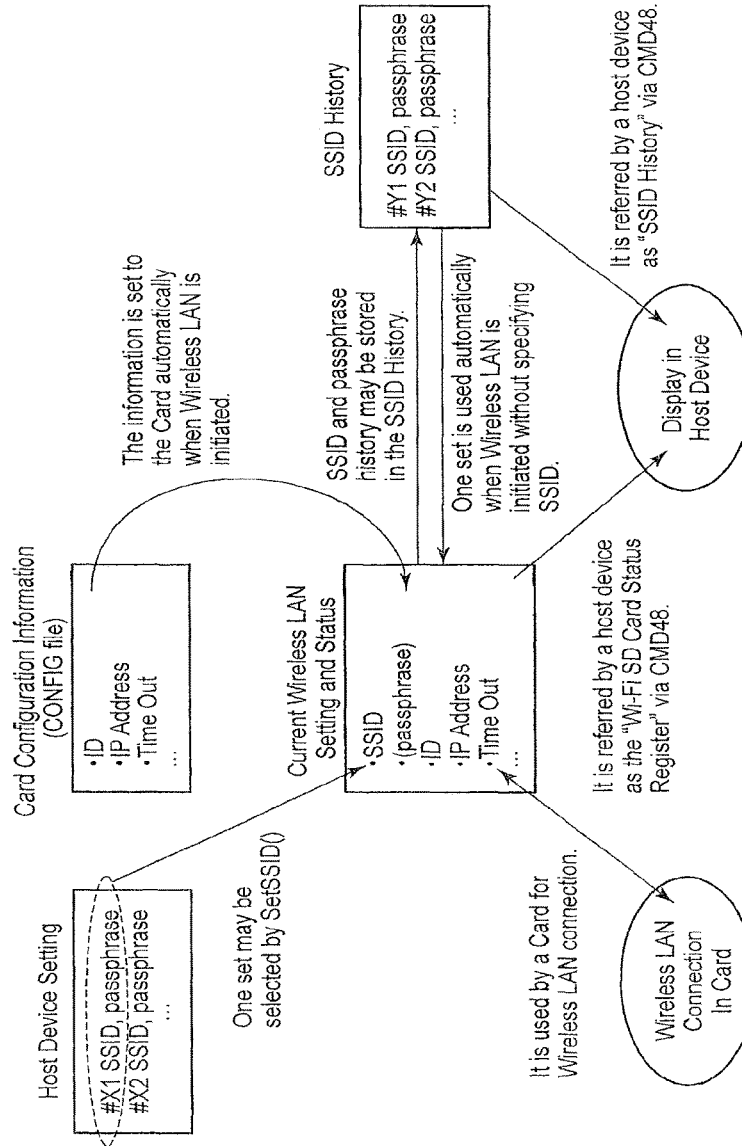 Card Configuration Information
(CONFIG file)
•ID
•IP Address
•Time Out
...
The information is set to
the Card automatically
when Wireless LAN is
initiated.
Host Device Setting
#X1 SSID, passphrase
#X2 SSID, passphrase
...
One set may be
selected by SetSSID()
Current Wireless LAN
Setting and Status
•SSID
•(passphrase)
•ID
•IP Address
•Time Out
...
SSID and passphrase
history may be stored
in the SSID History.
One set is used automatically
when Wireless LAN is
initiated without specifying
SSID.
SSID History
#Y1 SSID, passphrase
#Y2 SSID, passphrase
...
It is used by a Card for
Wireless LAN connection.
It is referred by a host device
as the "Wi-Fi SD Card Status
Register" via CMD48.
It is referred by a host device
as "SSID History" via CMD48.
Wireless LAN
Connection
In Card
Display in
Host Device